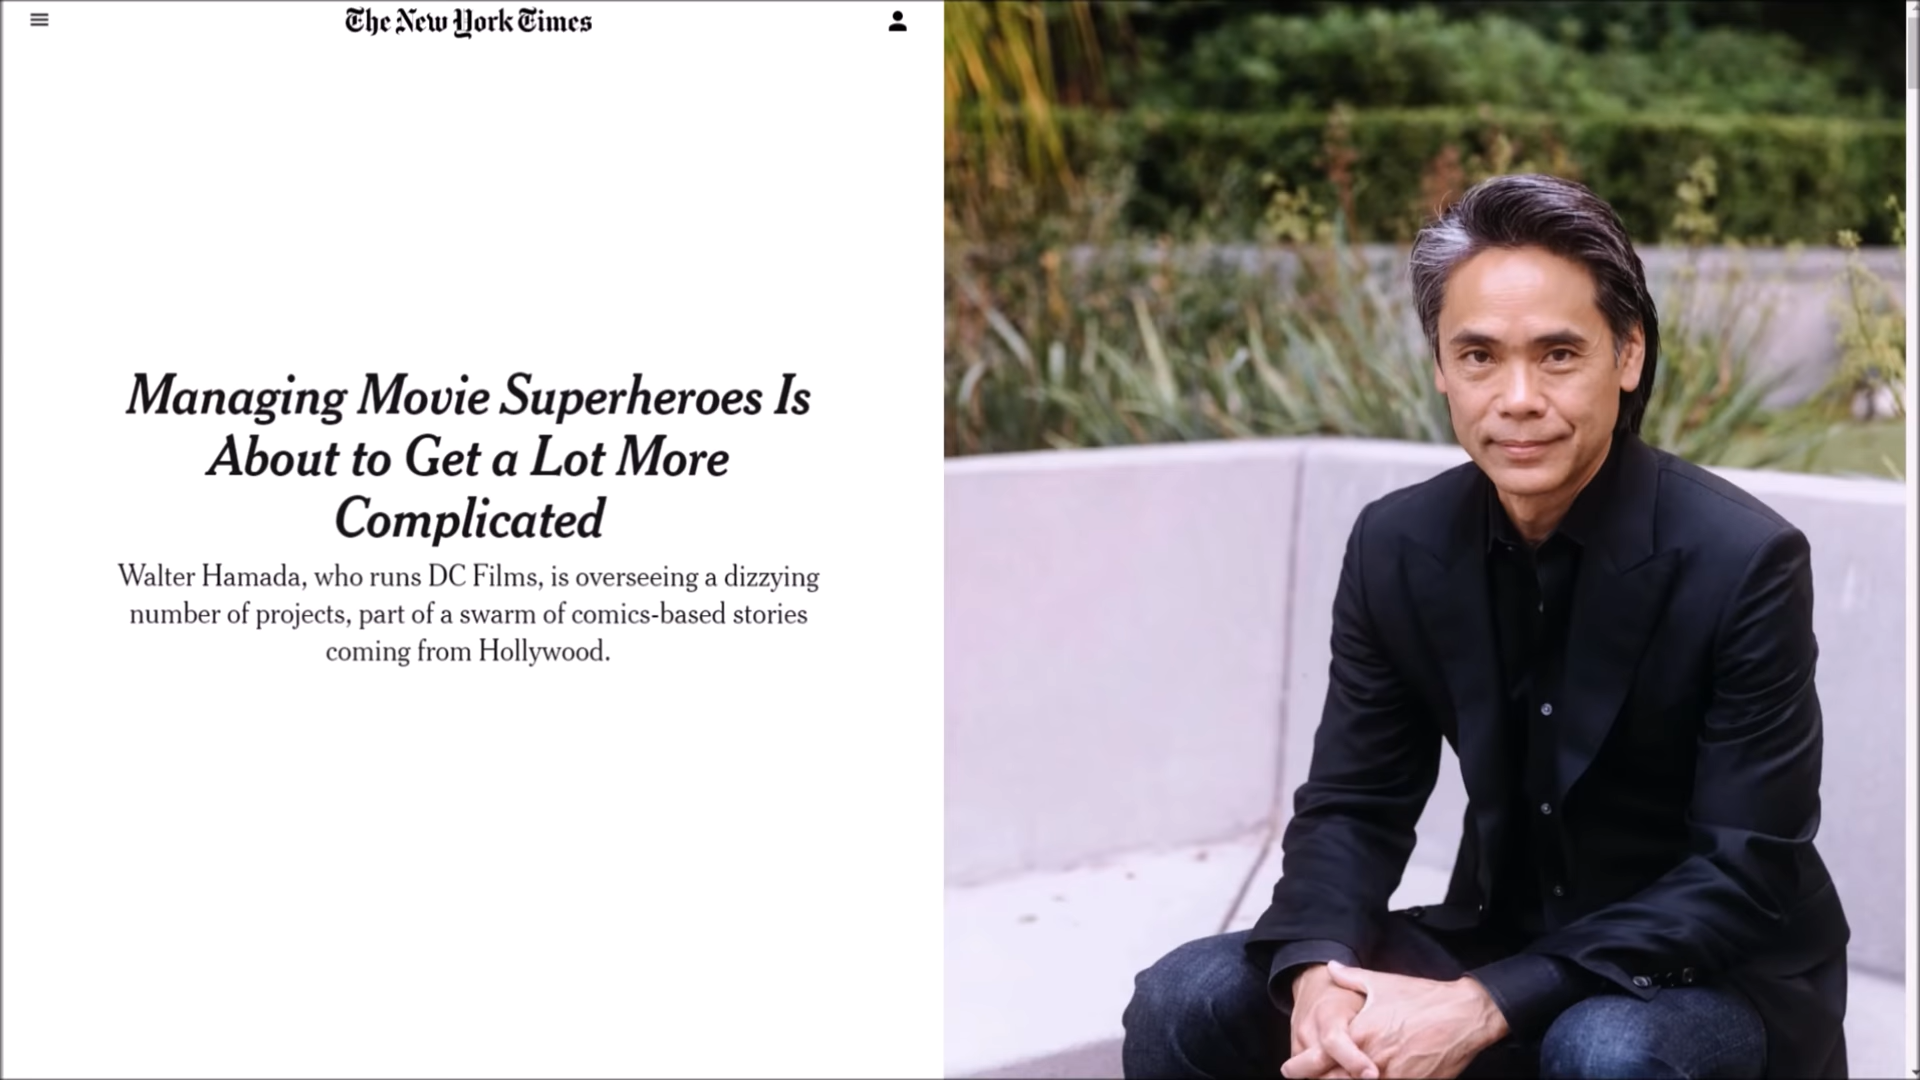 The New York Times
Managing Movie Superheroes Is
About to Get a Lot More
Complicated
Walter Hamada, who runs DC Films, is overseeing a dizzying
number of projects, part of a swarm of comics-based stories
coming from Hollywood.